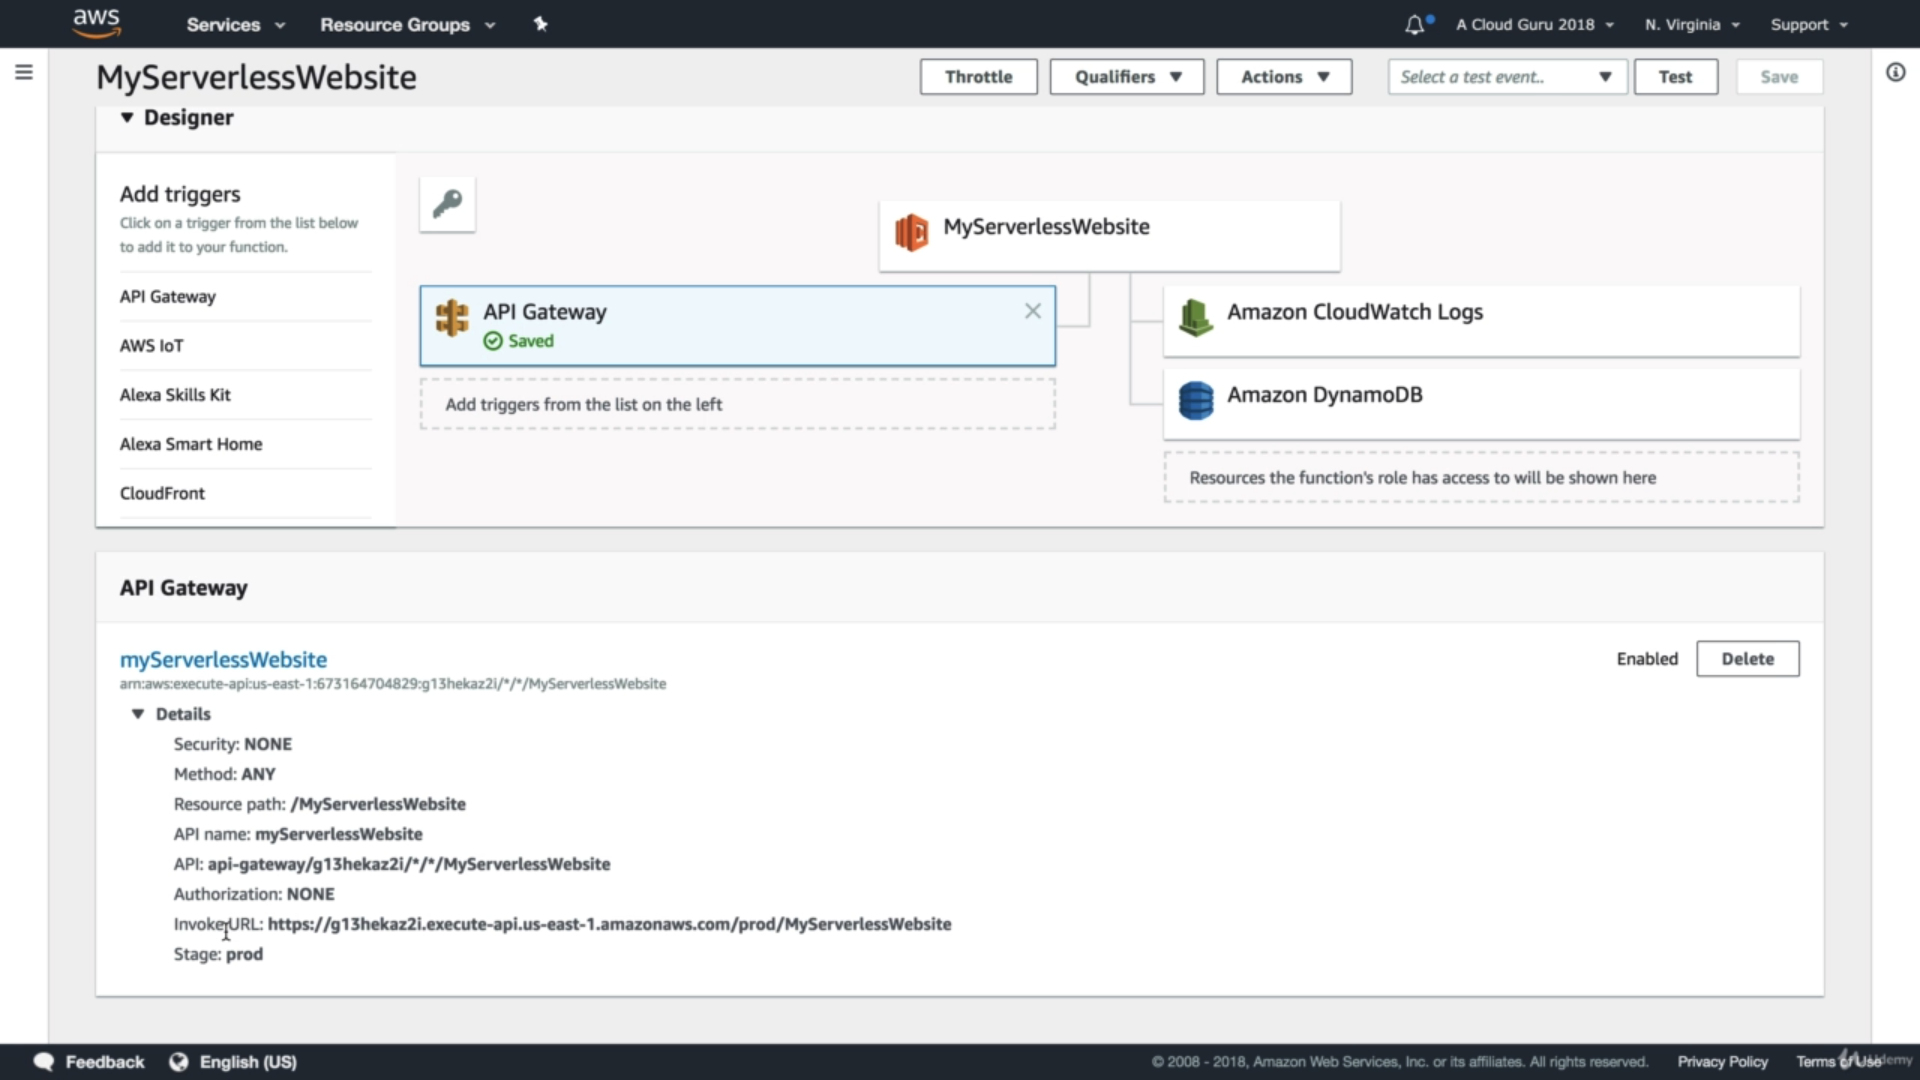 aws
Services
Resource Groups
A Cloud Guru 2018
N. Virginia
Support
MyServerlessWebsite
Throttle
Qualifiers
Actions
Select a test event..
Test
Save
Designer
Add triggers
Click on a trigger from the list below
to add it to your function.
API Gateway
AWS IoT
Alexa Skills Kit
Alexa Smart Home
CloudFront
MyServerlessWebsite
API Gateway
Saved
Add triggers from the list on the left
Amazon CloudWatch Logs
Amazon DynamoDB
Resources the function's role has access to will be shown here
API Gateway
myServerlessWebsite
Enabled
Delete
arn:aws:execute-api:us-east-1:673164704829:g13hekaz2i/*/*/MyServerlessWebsite
Details
Security: NONE
Method: ANY
Resource path: /MyServerlessWebsite
API name: myServerlessWebsite
API: api-gateway/g13hekaz2i/*/*/MyServerlessWebsite
Authorization: NONE
Invoke URL: https://g13hekaz2i.execute-api.us-east-1.amazonaws.com/prod/MyServerlessWebsite
Stage: prod
Feedback
English (US)
© 2008 - 2018, Amazon Web Services, Inc. or its affiliates. All rights reserved.
Privacy Policy
Terms of Use